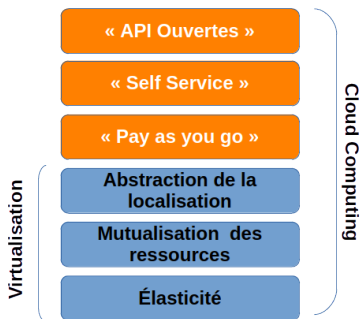 « API Ouvertes »
« Self Service »
« Pay as you go »
Abstraction de la
localisation
Mutualisation des
ressources
Élasticité
Virtualisation
Cloud Computing